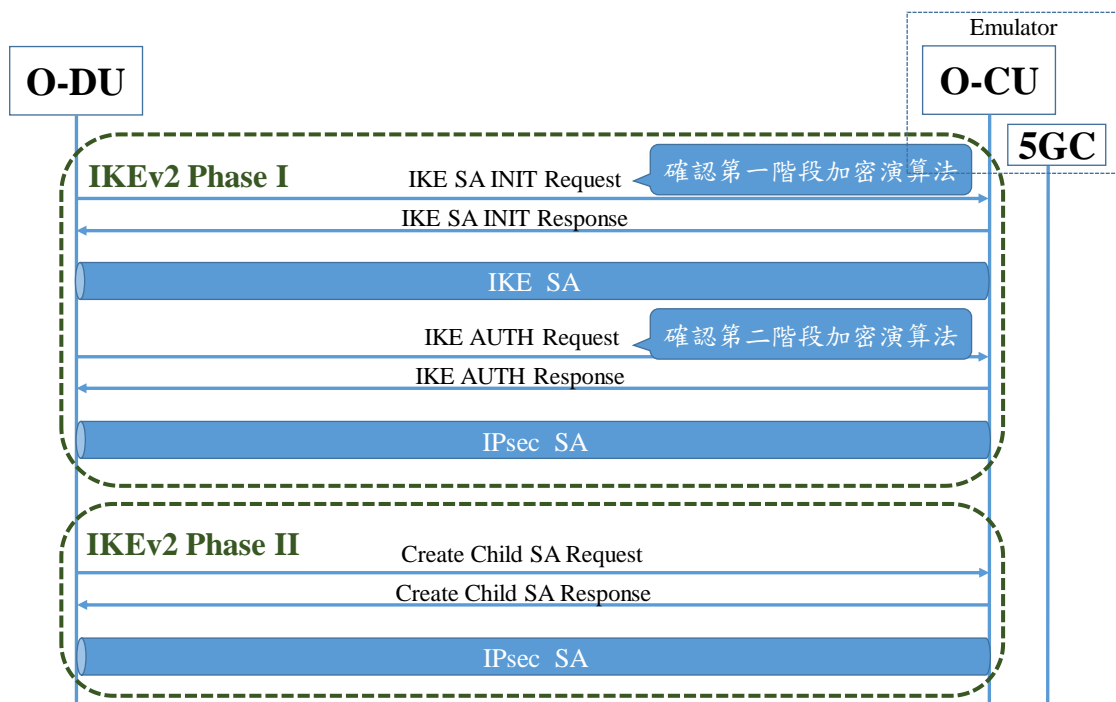 Emulator
O-DU
O-CU
5GC
IKEv2 Phase I
IKE SA INIT Request
確認第一階段加密演算法
IKE SA INIT Response
IKE SA
IKE AUTH Request
確認第二階段加密演算法
IKE AUTH Response
IPsec SA
IKEv2 Phase II
Create Child SA Request
Create Child SA Response
IPsec SA